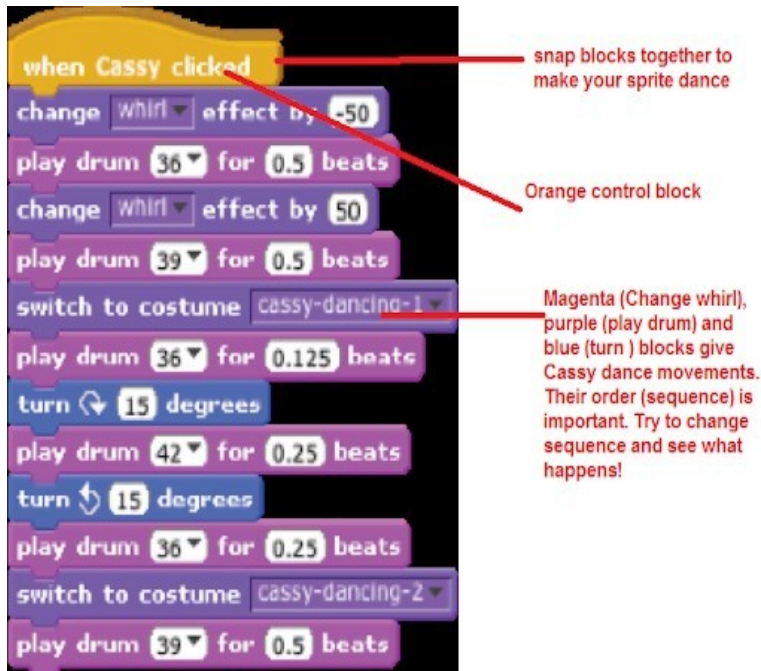 when Cassy clicked
change whirl effect by -50
play drum 36 for 0.5 beats
change whirl effect by 50
play drum 39 for 0.5 beats
switch to costume cassy-dancing-1
play drum 36 for 0.125 beats
turn 15 degrees
play drum 42 for 0.25 beats
turn 15 degrees
play drum 36 for 0.25 beats
switch to costume cassy-dancing-2
play drum 39 for 0.5 beats
snap blocks together to
make your sprite dance
Orange control block
Magenta (Change whirl),
purple (play drum) and
blue (turn ) blocks give
Cassy dance movements.
Their order (sequence) is
important. Try to change
sequence and see what
happens!